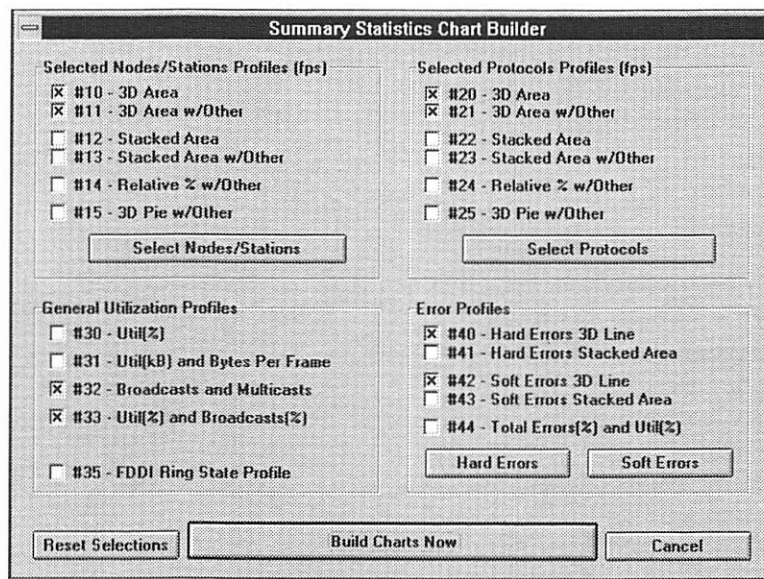 Summary Statistics Chart Builder
Selected Nodes/Stations Profiles (fps)
#10 - 3D Area
#11 - 3D Area w/Other
#12 - Stacked Area
#13 - Stacked Area w/Other
#14 - Relative % w/Other
#15 - 3D Pie w/Other
Select Nodes/Stations
Selected Protocols Profiles (fps)
#20 - 3D Area
#21 - 3D Area w/Other
#22 - Stacked Area
#23 - Stacked Area w/Other
#24 - Relative % w/Other
#25 - 3D Pie w/Other
Select Protocols
General Utilization Profiles
#30 - Util(%)
#31 - Util(kB) and Bytes Per Frame
#32 - Broadcasts and Multicasts
#33 - Util(%) and Broadcasts(%)
#35 - FDDI Ring State Profile
Error Profiles
#40 - Hard Errors 3D Line
#41 - Hard Errors Stacked Area
#42 - Soft Errors 3D Line
#43 - Soft Errors Stacked Area
#44 - Total Errors(%) and Util(%)
Hard Errors
Soft Errors
Reset Selections
Build Charts Now
Cancel